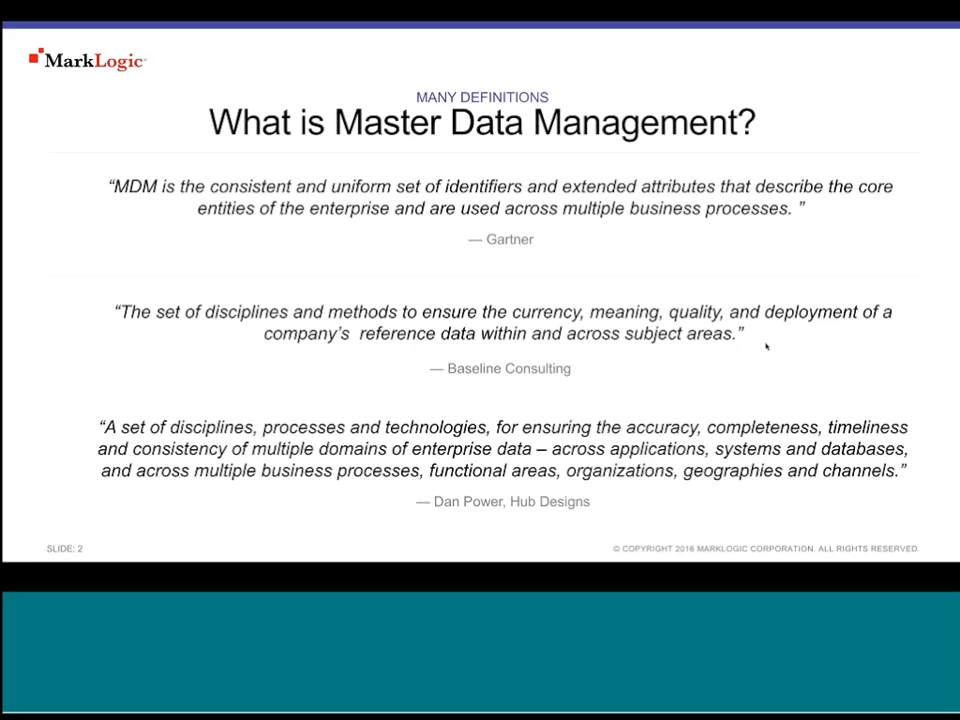 MarkLogic
MANY DEFINITIONS
What is Master Data Management?
“MDM is the consistent and uniform set of identifiers and extended attributes that describe the core
entities of the enterprise and are used across multiple business processes. ”
— Gartner
“The set of disciplines and methods to ensure the currency, meaning, quality, and deployment of a
company’s  reference data within and across subject areas.”
— Baseline Consulting
“A set of disciplines, processes and technologies, for ensuring the accuracy, completeness, timeliness
and consistency of multiple domains of enterprise data – across applications, systems and databases,
and across multiple business processes, functional areas, organizations, geographies and channels.”
— Dan Power, Hub Designs
SLIDE: 2
© COPYRIGHT 2016 MARKLOGIC CORPORATION. ALL RIGHTS RESERVED.